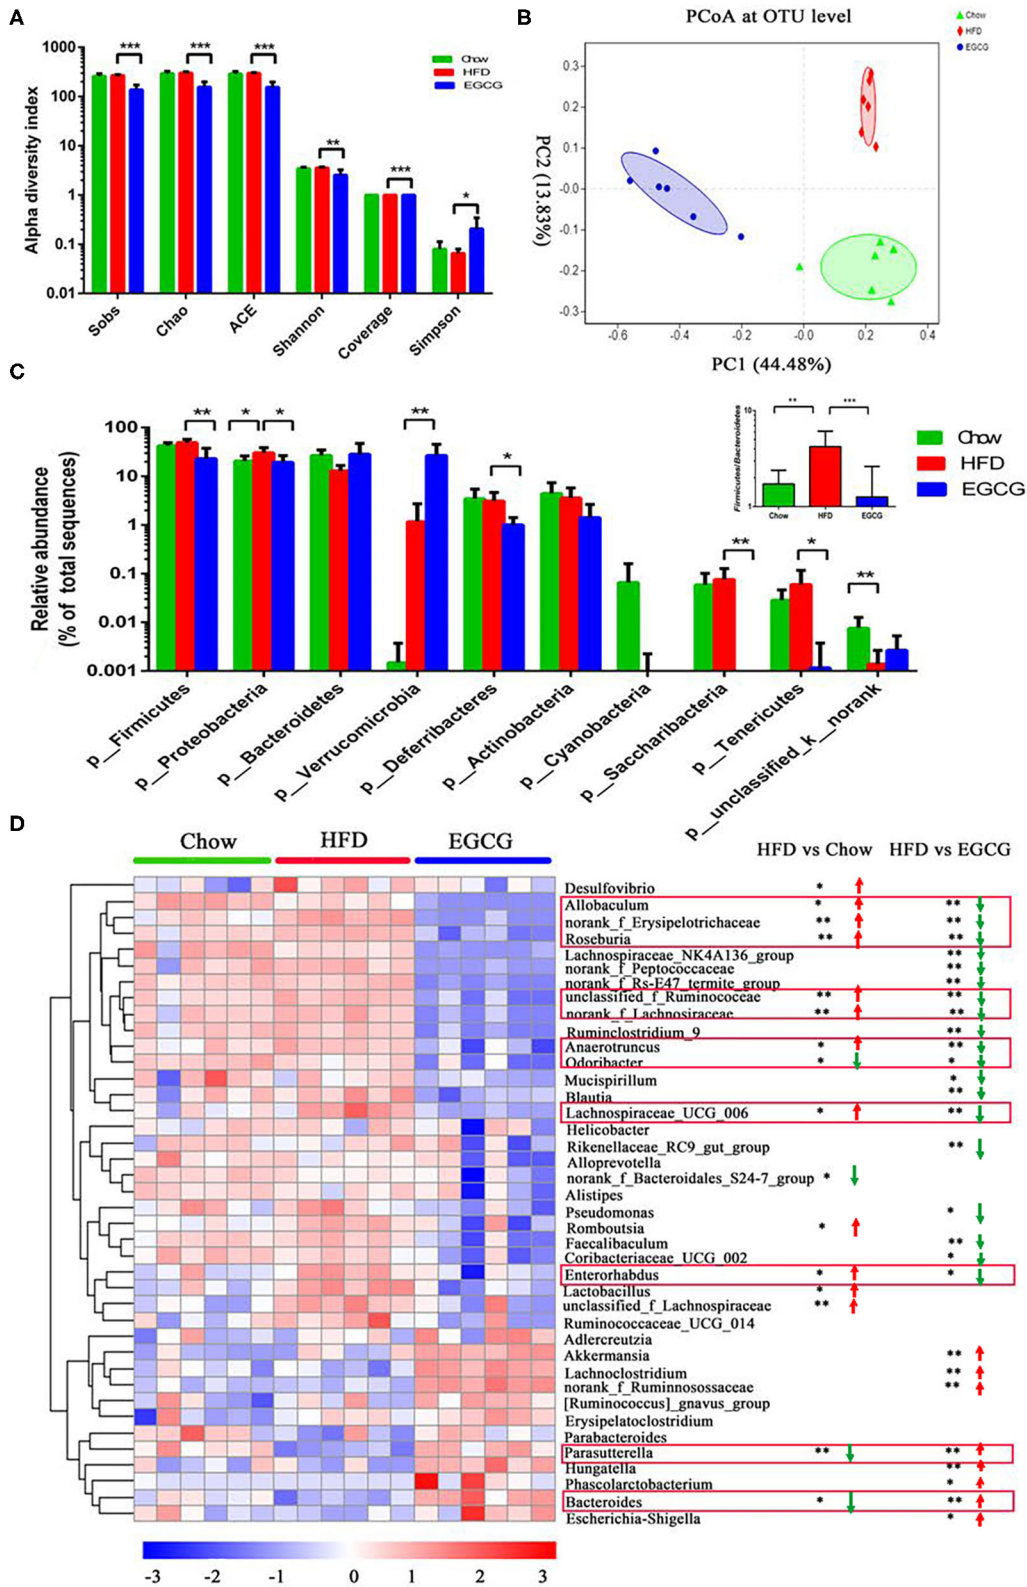 A
Alpha diversity index
1000
100
10
1
0.1
0.01
*** *** *** ** *** *
Chow
HFD
EGCG
Sobs Chao ACE Shannon Coverage Simpson
B
PCoA at OTU level
Chow
HFD
EGCG
PC2 (13.83%)
0.3
0.2
0.1
-0.0
-0.1
-0.2
-0.3
-0.6 -0.4 -0.2 -0.0 0.2 0.4
PC1 (44.48%)
C
Relative abundance
(% of total sequences)
100
10
1
0.1
0.01
0.001
** * * ** * ** * **
Firmicutes/Bacteroidetes
10
1
** ***
Chow HFD EGCG
Chow
HFD
EGCG
p__Firmicutes
p__Proteobacteria
p__Bacteroidetes
p__Verrucomicrobia
p__Deferribacteres
p__Actinobacteria
p__Cyanobacteria
p__Saccharibacteria
p__Tenericutes
p__unclassified_k__norank
D
Chow HFD EGCG
HFD vs Chow HFD vs EGCG
Desulfovibrio *
Allobaculum * **
norank_f_Erysipelotrichaceae ** **
Roseburia ** **
Lachnospiraceae_NK4A136_group **
norank_f_Peptococcaceae **
norank_f_Rs-E47_termite_group **
unclassified_f_Ruminococeae ** **
norank_f_Lachnosiraceae ** **
Ruminclostridium_9 **
Anaerotruncus * **
Odoribacter * *
Mucispirillum *
Blautia **
Lachnospiraceae_UCG_006 * **
Helicobacter
Rikenellaceae_RC9_gut_group **
Alloprevotella
norank_f_Bacteroidales_S24-7_group *
Alistipes
Pseudomonas *
Romboutsia *
Faecalibaculum **
Coribacteriaceae_UCG_002 *
Enterorhabdus * *
Lactobacillus *
unclassified_f_Lachnospiraceae **
Ruminococcaceae_UCG_014
Adlercreutzia
Akkermansia **
Lachnoclostridium **
norank_f_Ruminnosossaceae **
[Ruminococcus]_gnavus_group
Erysipelatoclostridium
Parabacteroides
Parasutterella ** **
Hungatella **
Phascolarctobacterium *
Bacteroides * **
Escherichia-Shigella *
-3 -2 -1 0 1 2 3